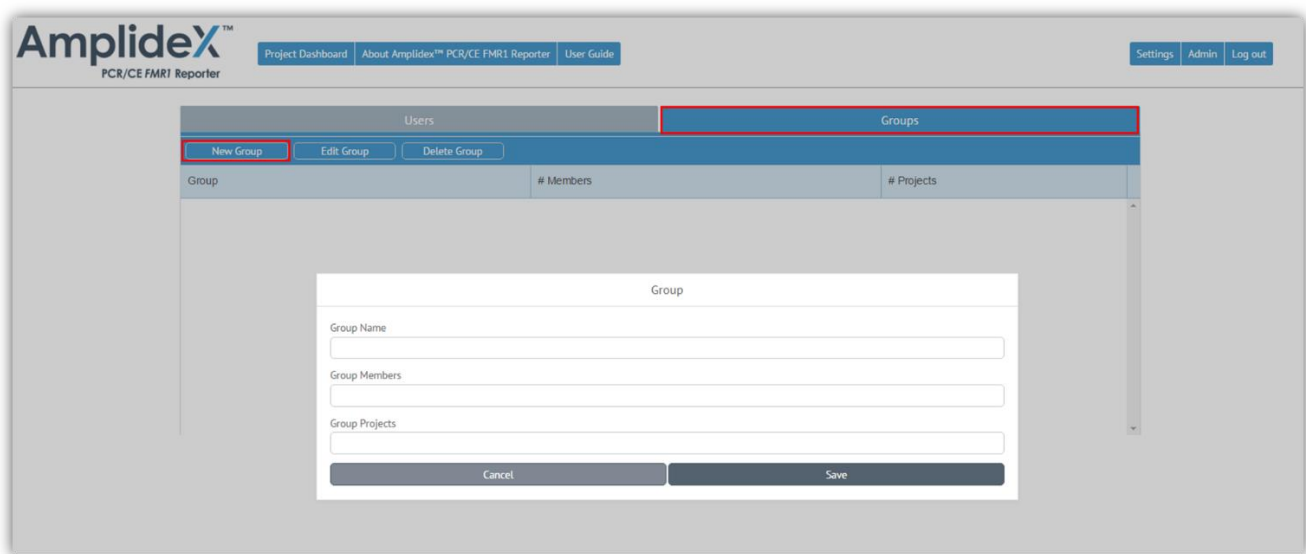 AmplideX™
PCR/CE FMR1 Reporter
Project Dashboard About Amplidex™ PCR/CE FMR1 Reporter User Guide
Settings Admin Log out
Users Groups
New Group Edit Group Delete Group
Group # Members # Projects
Group
Group Name
Group Members
Group Projects
Cancel Save